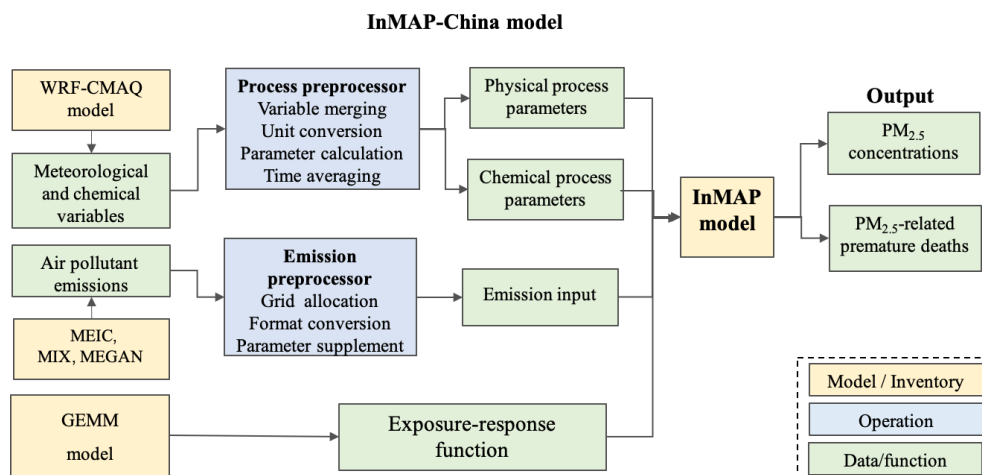 InMAP-China model
WRF-CMAQ
model
Meteorological
and chemical
variables
Process preprocessor
Variable merging
Unit conversion
Parameter calculation
Time averaging
Physical process
parameters
Chemical process
parameters
Air pollutant
emissions
MEIC,
MIX, MEGAN
Emission
preprocessor
Grid allocation
Format conversion
Parameter supplement
Emission input
GEMM
model
Exposure-response
function
InMAP
model
Output
PM2.5
concentrations
PM2.5-related
premature deaths
Model / Inventory
Operation
Data/function